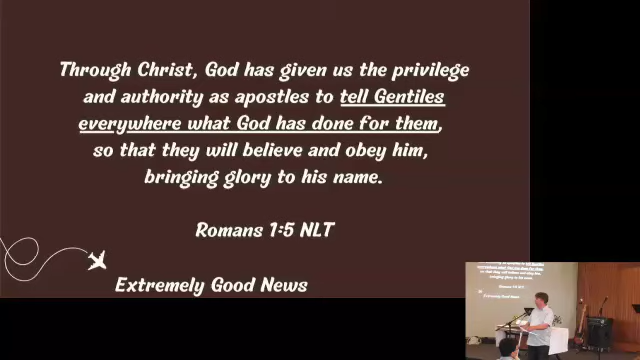 Through Christ, God has given us the privilege
and authority as apostles to tell Gentiles
everywhere what God has done for them,
so that they will believe and obey him,
bringing glory to his name.
Romans 1:5 NLT
Extremely Good News